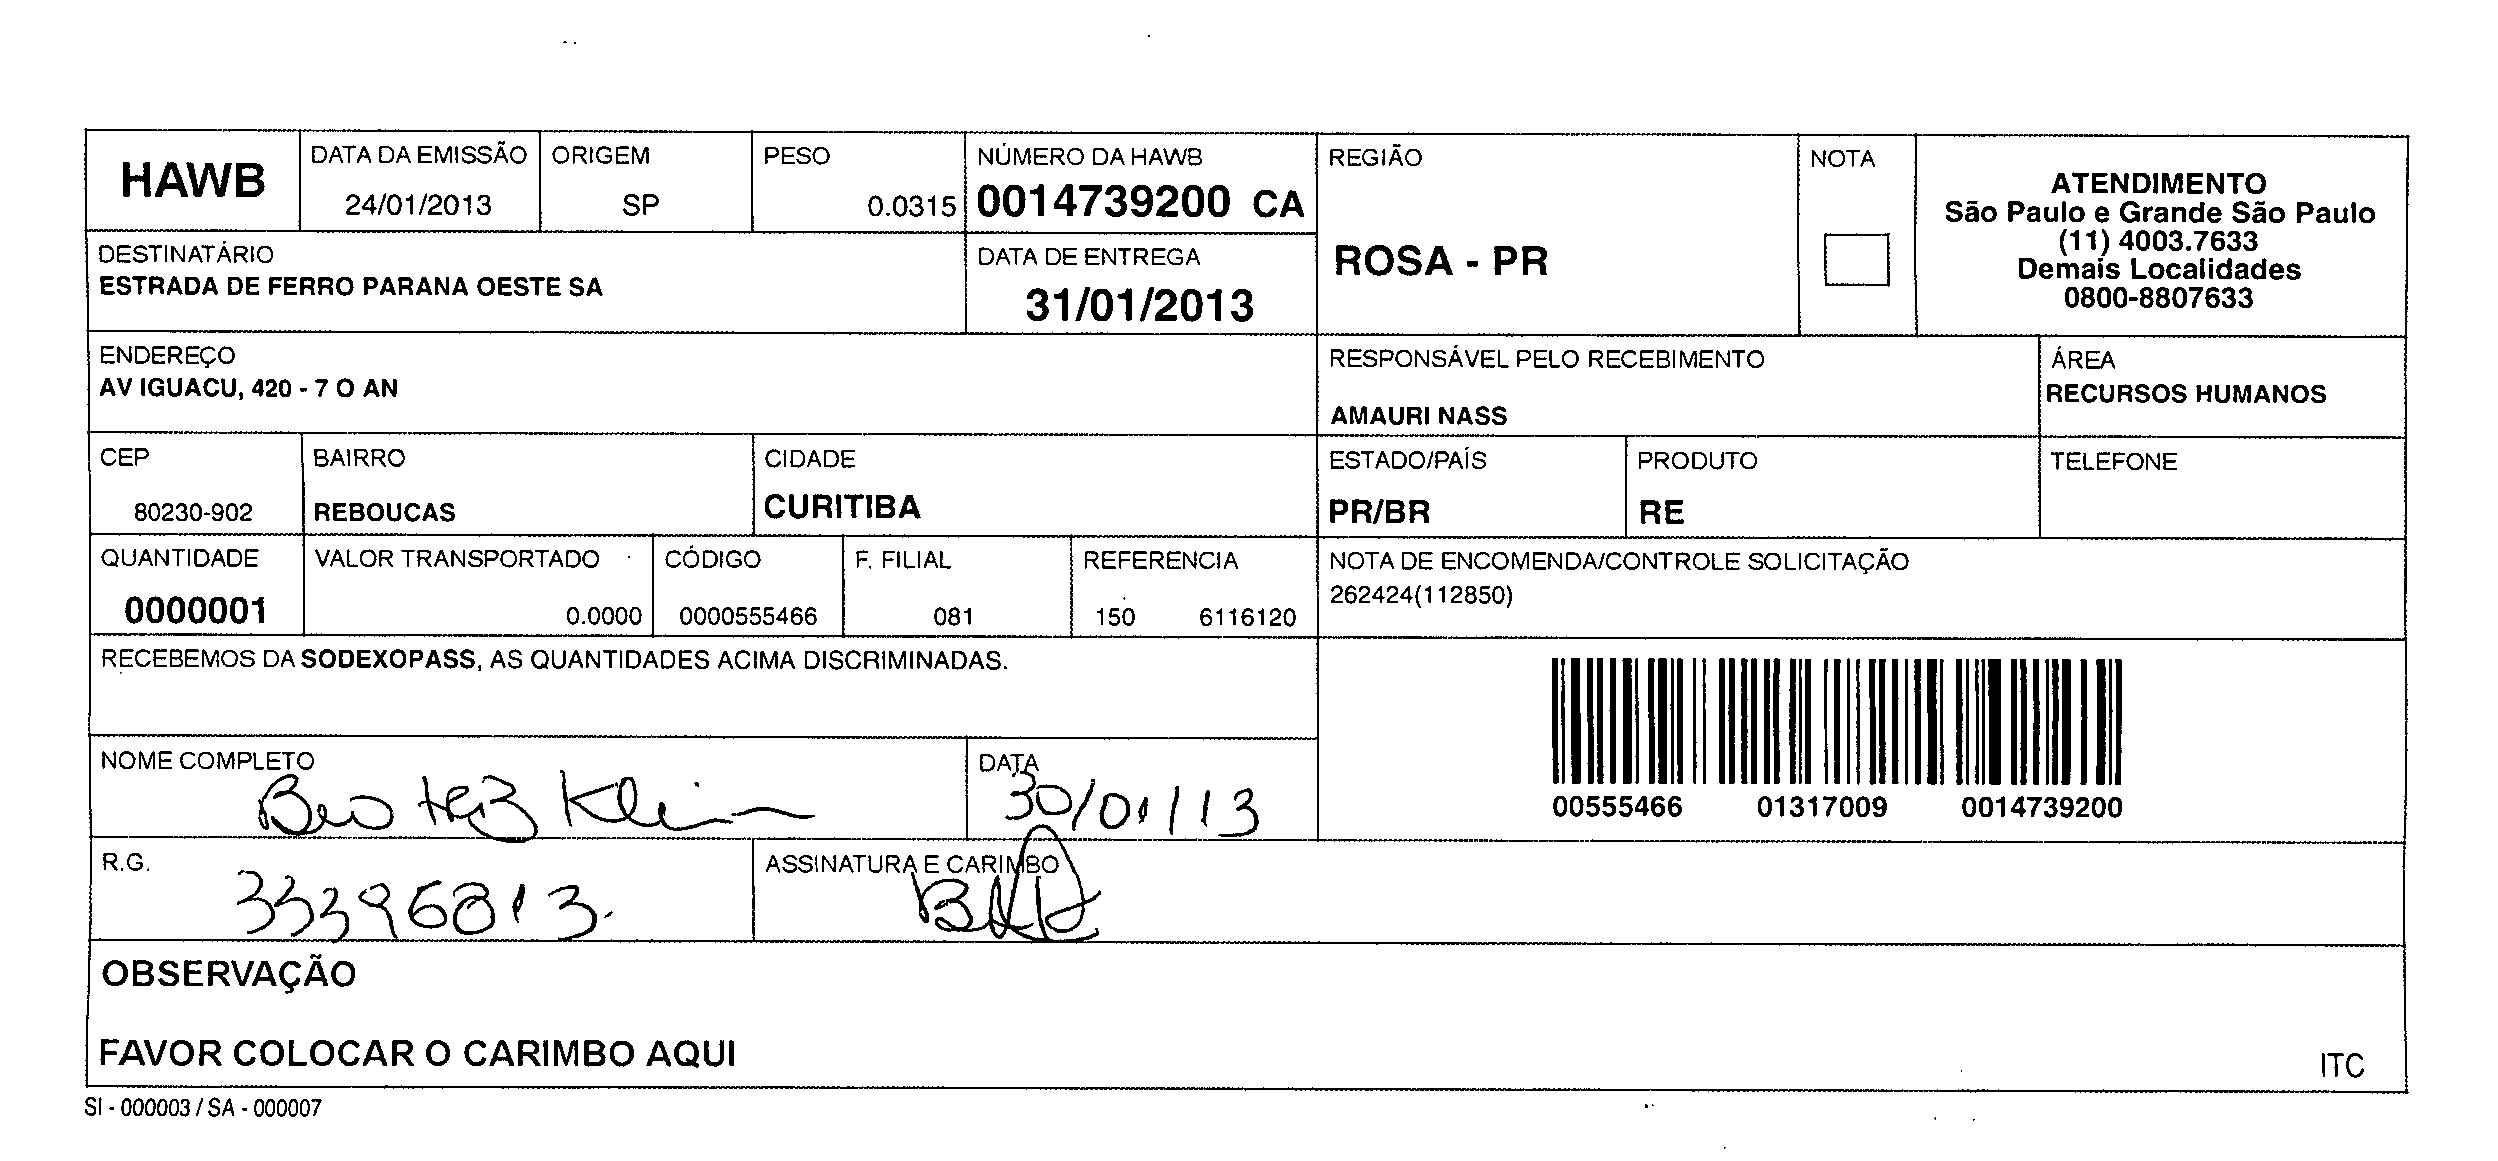 HAWB
DATA DA EMISSÃO
24/01/2013
ORIGEM
SP
PESO
0.0315
NÚMERO DA HAWB
0014739200 CA
REGIÃO
ROSA - PR
NOTA
ATENDIMENTO
São Paulo e Grande São Paulo
(11) 4003.7633
Demais Localidades
0800-8807633
DESTINATÁRIO
ESTRADA DE FERRO PARANA OESTE SA
DATA DE ENTREGA
31/01/2013
ENDEREÇO
AV IGUACU, 420 - 7 O AN
RESPONSÁVEL PELO RECEBIMENTO
AMAURI NASS
ÁREA
RECURSOS HUMANOS
CEP
80230-902
BAIRRO
REBOUCAS
CIDADE
CURITIBA
ESTADO/PAÍS
PR/BR
PRODUTO
RE
TELEFONE
QUANTIDADE
0000001
VALOR TRANSPORTADO
0.0000
CÓDIGO
0000555466
F. FILIAL
081
REFERENCIA
150 6116120
NOTA DE ENCOMENDA/CONTROLE SOLICITAÇÃO
262424(112850)
RECEBEMOS DA SODEXOPASS, AS QUANTIDADES ACIMA DISCRIMINADAS.
00555466 01317009 0014739200
NOME COMPLETO
Beatriz Klein
DATA
30/01/13
R.G.
33396813.
ASSINATURA E CARIMBO
OBSERVAÇÃO
FAVOR COLOCAR O CARIMBO AQUI
ITC
SI - 000003 / SA - 000007